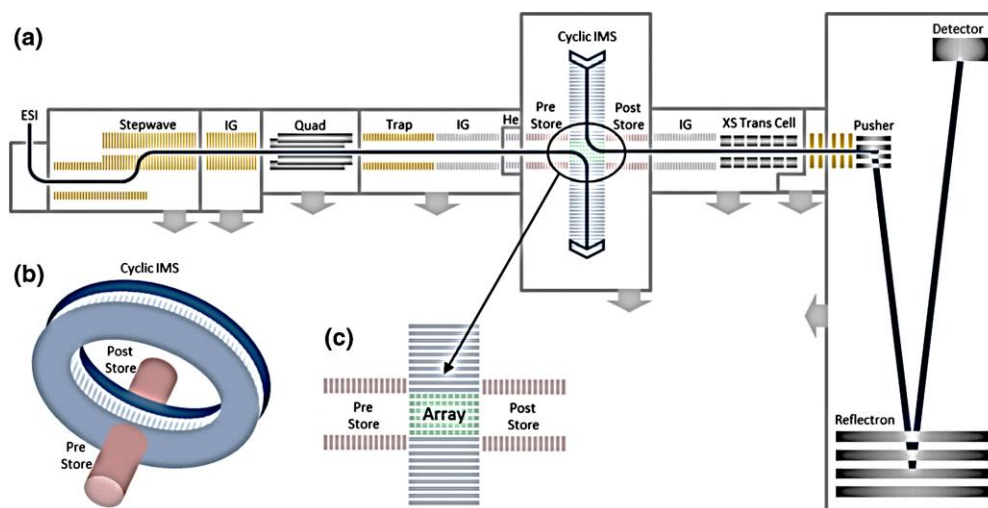 (a)
Detector
Cyclic IMS
ESI
Stepwave
IG
Quad
Trap
IG
He
Pre
Store
Post
Store
IG
XS Trans Cell
Pusher
(b)
Cyclic IMS
Post
Store
Pre
Store
(c)
Pre
Store
Array
Post
Store
Reflectron